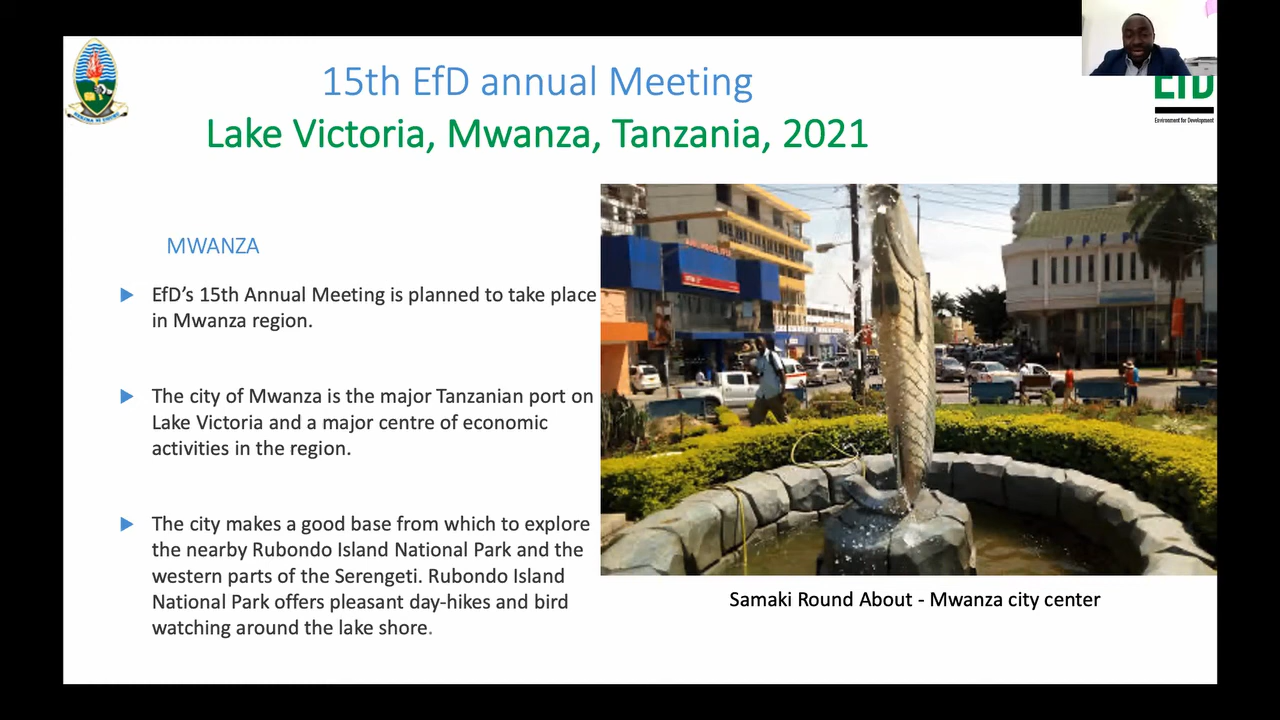 15th EfD annual Meeting
Lake Victoria, Mwanza, Tanzania, 2021
EfD
Environment for Development
MWANZA
EfD’s 15th Annual Meeting is planned to take place
in Mwanza region.
The city of Mwanza is the major Tanzanian port on
Lake Victoria and a major centre of economic
activities in the region.
The city makes a good base from which to explore
the nearby Rubondo Island National Park and the
western parts of the Serengeti. Rubondo Island
National Park offers pleasant day-hikes and bird
watching around the lake shore.
Samaki Round About - Mwanza city center